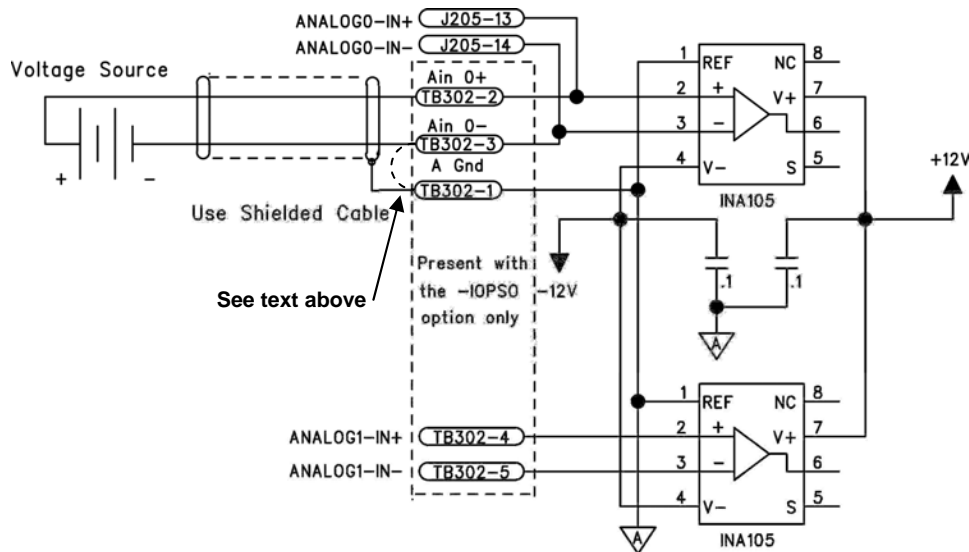 ANALOG0-IN+ J205-13
ANALOG0-IN- J205-14
Voltage Source
Ain 0+
TB302-2
Ain 0-
TB302-3
A Gnd
TB302-1
+ -
Use Shielded Cable
See text above
Present with
the -IOPSO
option only
-12V
+12V
1 REF NC 8
2 + V+ 7
3 - 6
4 V- S 5
INA105
.1 .1
A
ANALOG1-IN+ TB302-4
ANALOG1-IN- TB302-5
1 REF NC 8
2 + V+ 7
3 - 6
4 V- S 5
INA105
A